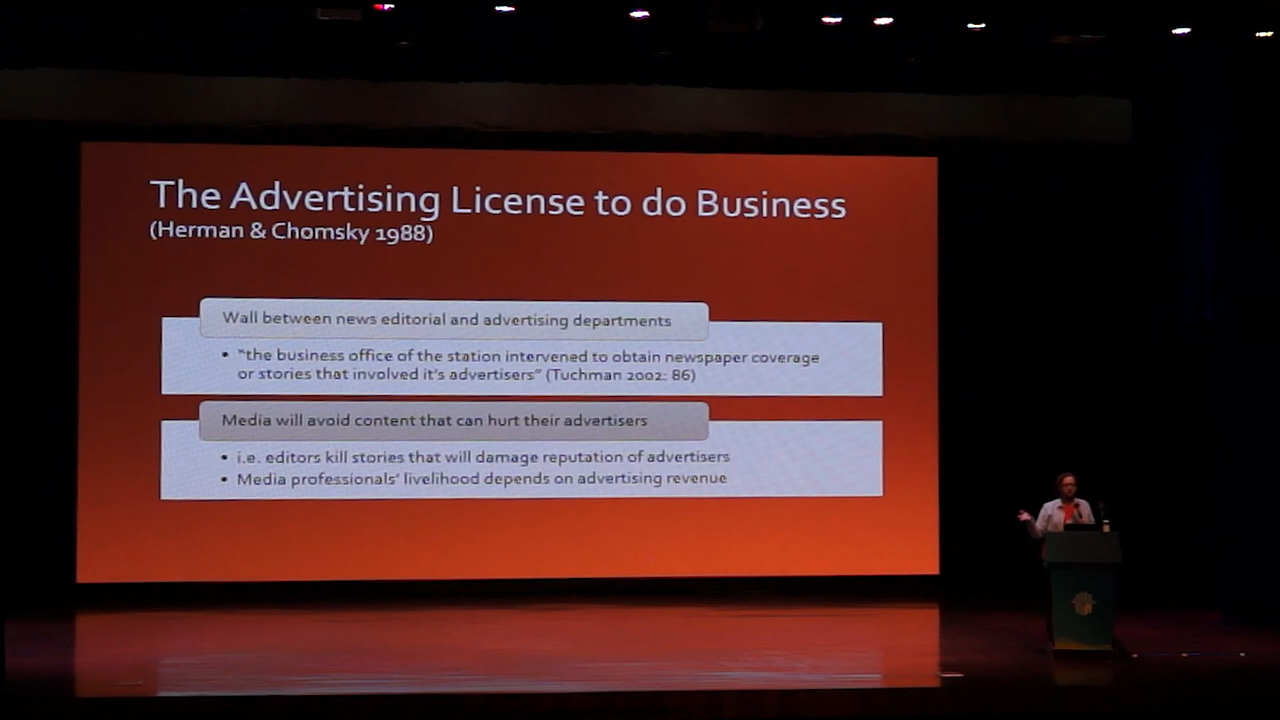 The Advertising License to do Business
(Herman & Chomsky 1988)
Wall between news editorial and advertising departments
• "the business office of the station intervened to obtain newspaper coverage
or stories that involved it's advertisers" (Tuchman 2002: 86)
Media will avoid content that can hurt their advertisers
• i.e. editors kill stories that will damage reputation of advertisers
• Media professionals' livelihood depends on advertising revenue